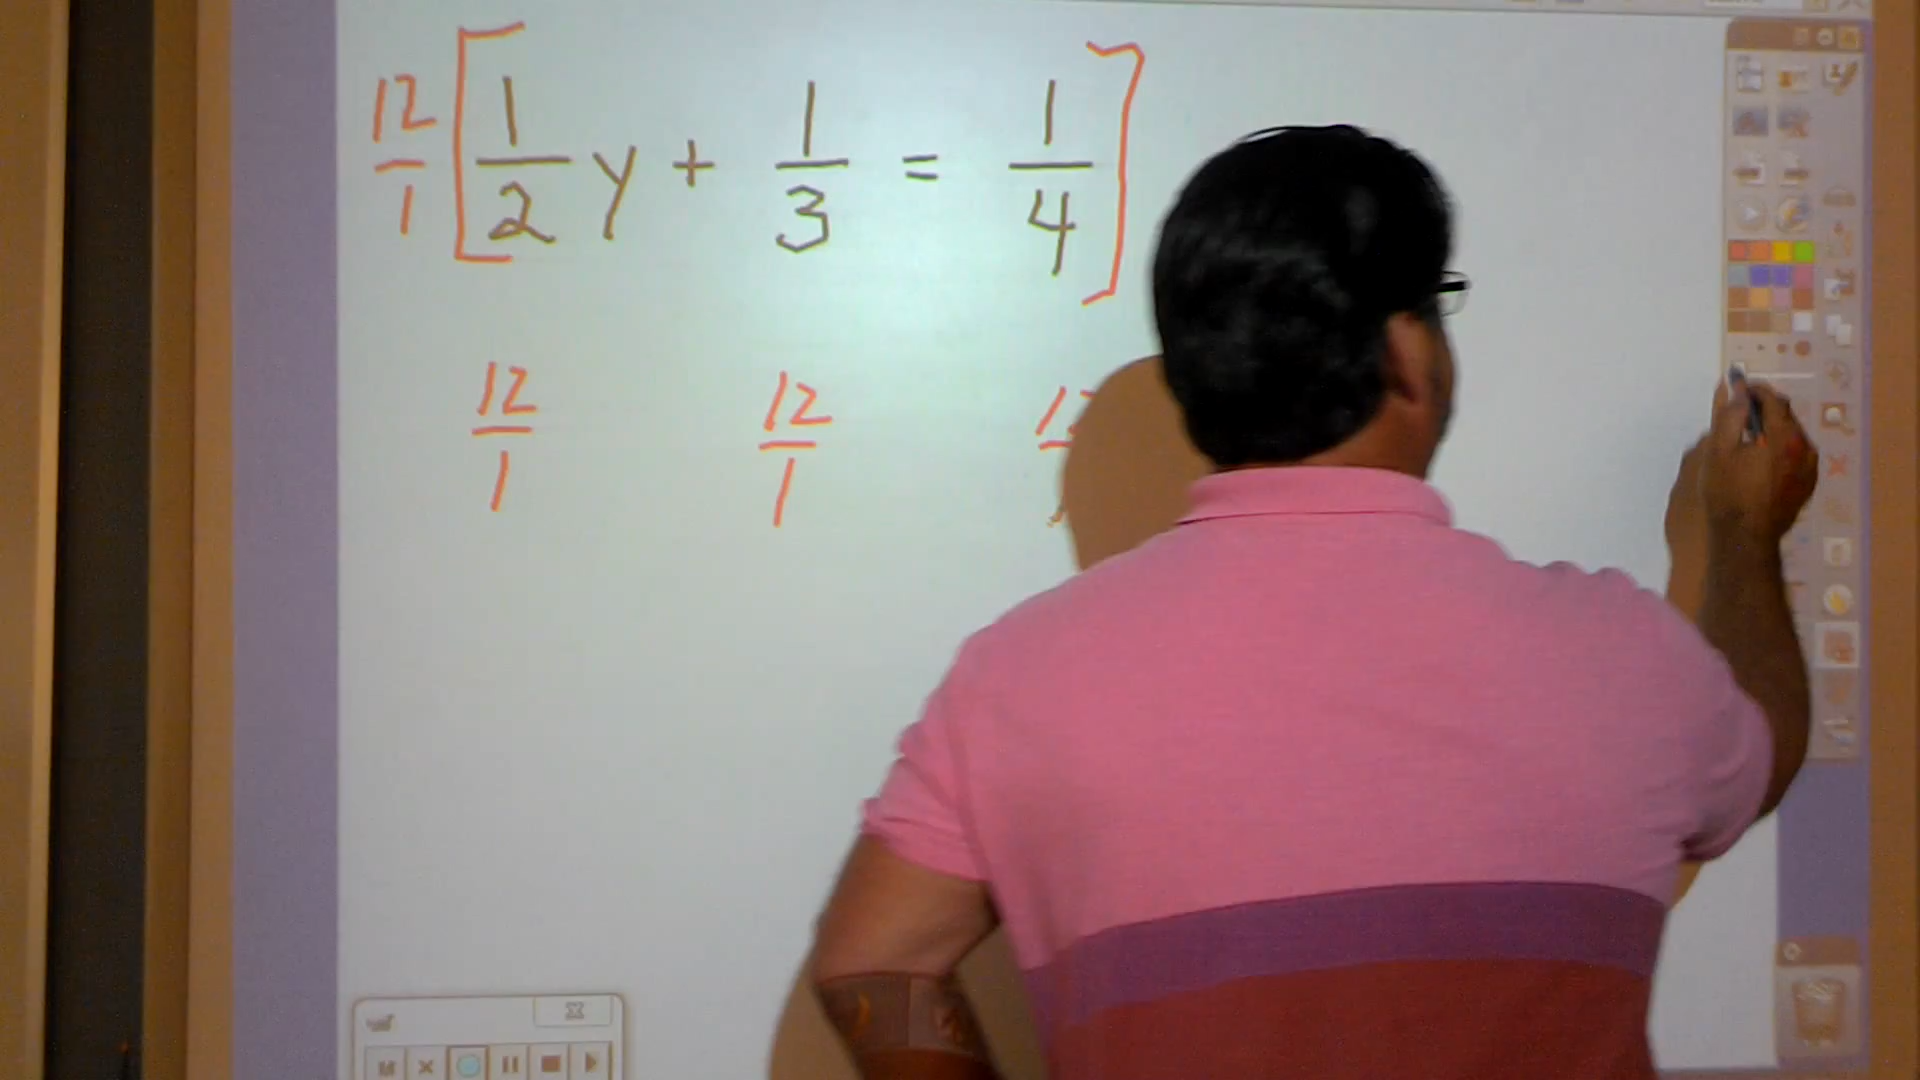 12/1 [ 1/2 y + 1/3 = 1/4 ]
12/1 12/1